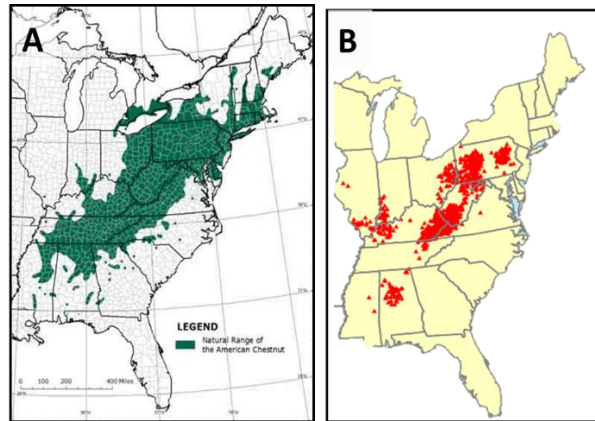 A
B
LEGEND
Natural Range of
the American Chestnut
0 100 200 400 Miles